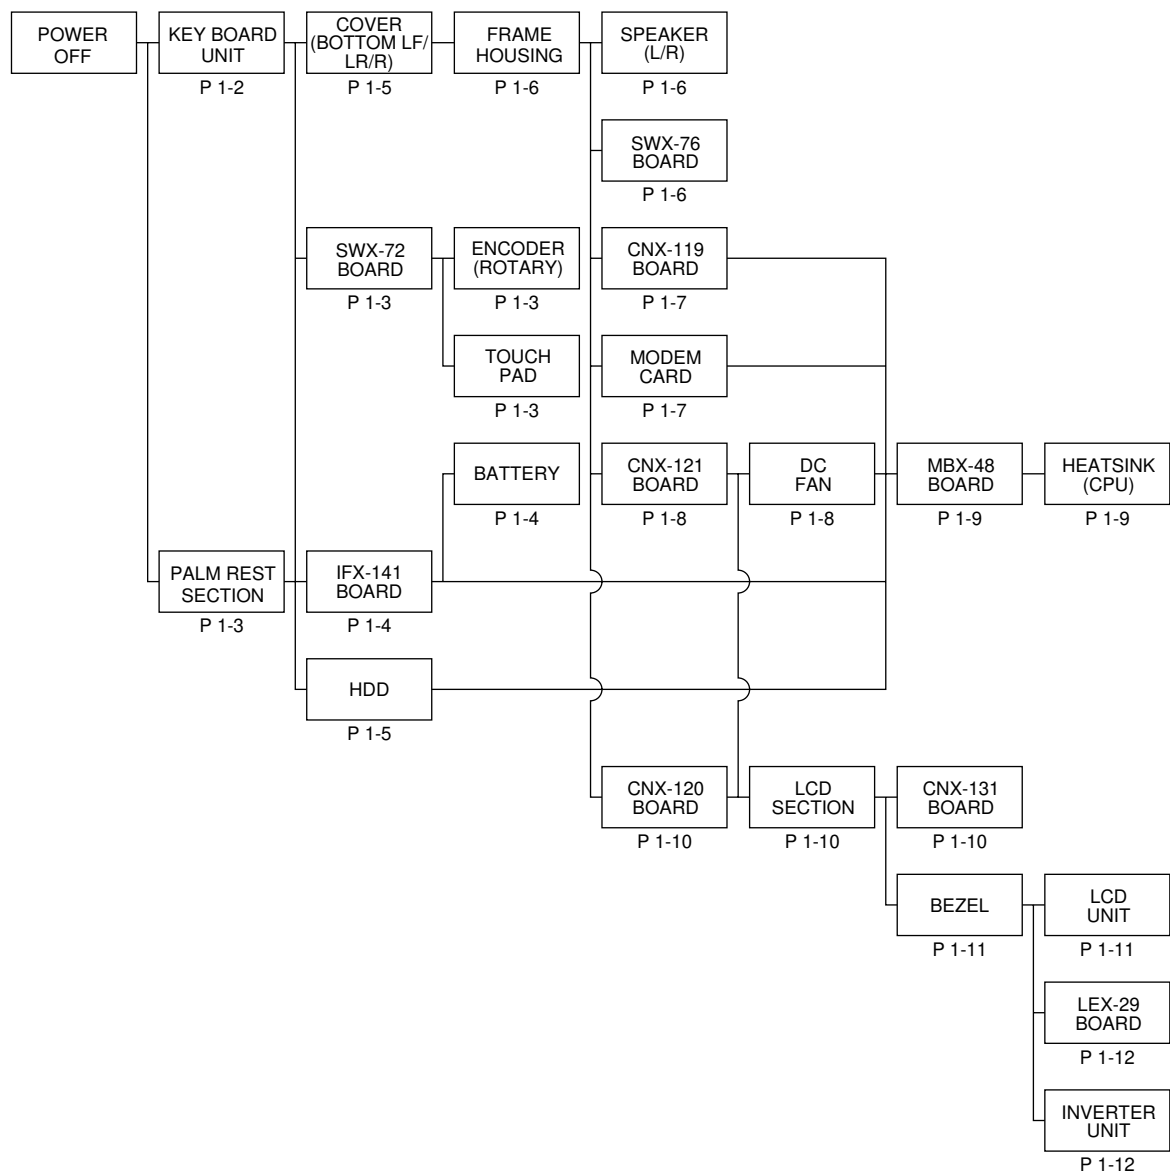 POWER
OFF
KEY BOARD
UNIT
P 1-2
COVER
(BOTTOM LF/
LR/R)
P 1-5
FRAME
HOUSING
P 1-6
SPEAKER
(L/R)
P 1-6
SWX-76
BOARD
P 1-6
SWX-72
BOARD
P 1-3
ENCODER
(ROTARY)
P 1-3
CNX-119
BOARD
P 1-7
TOUCH
PAD
P 1-3
MODEM
CARD
P 1-7
BATTERY
P 1-4
CNX-121
BOARD
P 1-8
DC
FAN
P 1-8
MBX-48
BOARD
P 1-9
HEATSINK
(CPU)
P 1-9
PALM REST
SECTION
P 1-3
IFX-141
BOARD
P 1-4
HDD
P 1-5
CNX-120
BOARD
P 1-10
LCD
SECTION
P 1-10
CNX-131
BOARD
P 1-10
BEZEL
P 1-11
LCD
UNIT
P 1-11
LEX-29
BOARD
P 1-12
INVERTER
UNIT
P 1-12